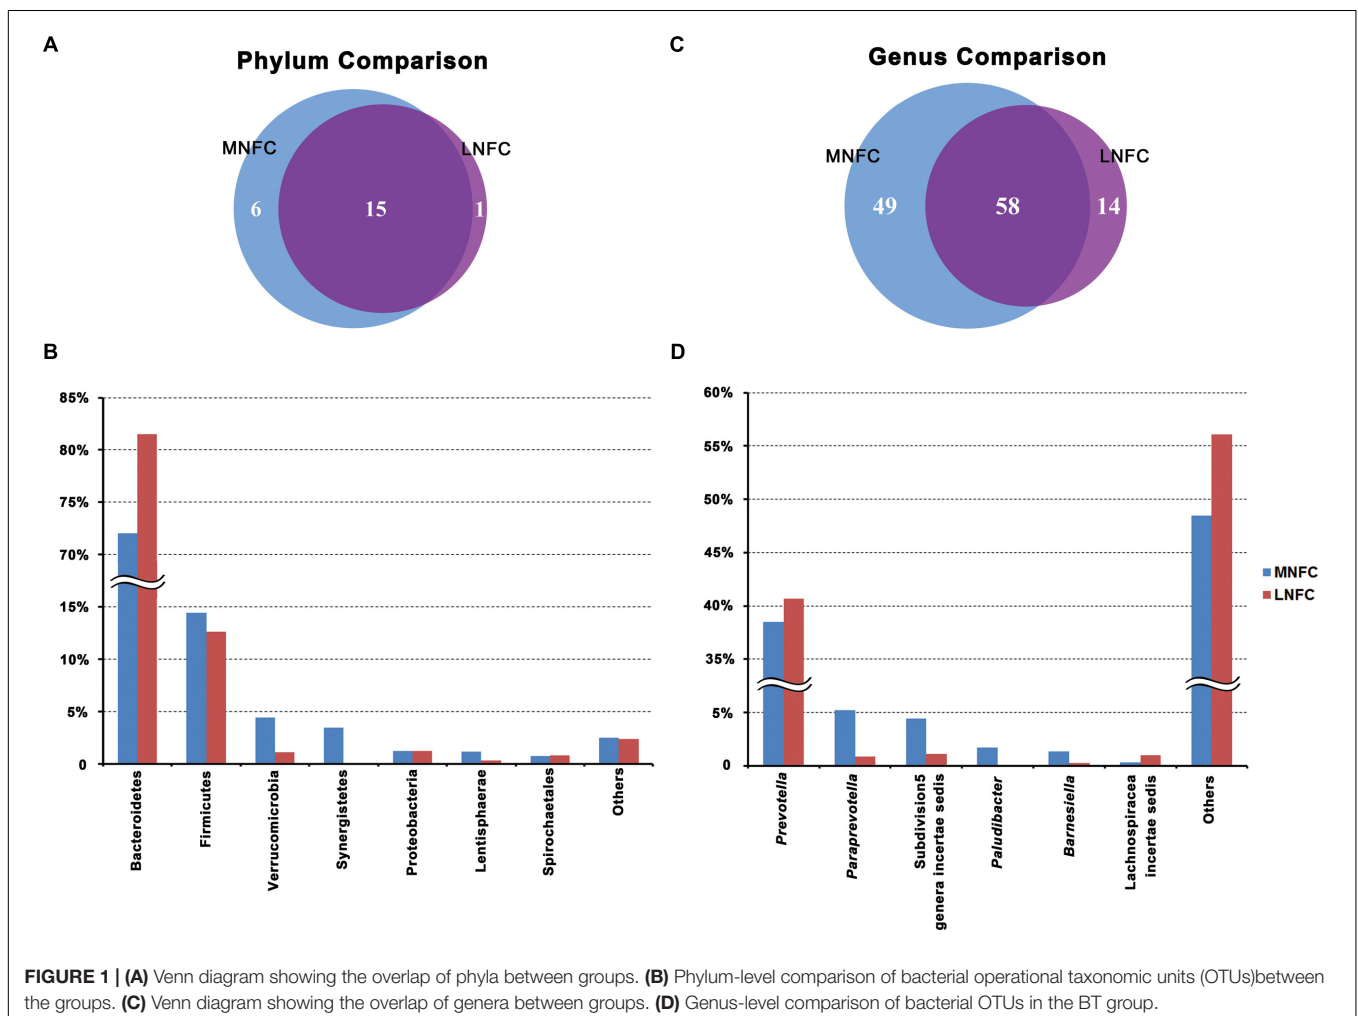 A
Phylum Comparison
MNFC
LNFC
6
15
1
C
Genus Comparison
MNFC
LNFC
49
58
14
B
85%
80%
75%
70%
15%
10%
5%
0
Bacteroidetes
Firmicutes
Verrucomicrobia
Synergistetes
Proteobacteria
Lentisphaerae
Spirochaetales
Others
D
60%
55%
50%
45%
40%
35%
5%
0
Prevotella
Paraprevotella
Subdivision5
genera incertae sedis
Paludibacter
Barnesiella
Lachnospiracea
incertae sedis
Others
MNFC
LNFC
FIGURE 1 | (A) Venn diagram showing the overlap of phyla between groups. (B) Phylum-level comparison of bacterial operational taxonomic units (OTUs)between
the groups. (C) Venn diagram showing the overlap of genera between groups. (D) Genus-level comparison of bacterial OTUs in the BT group.